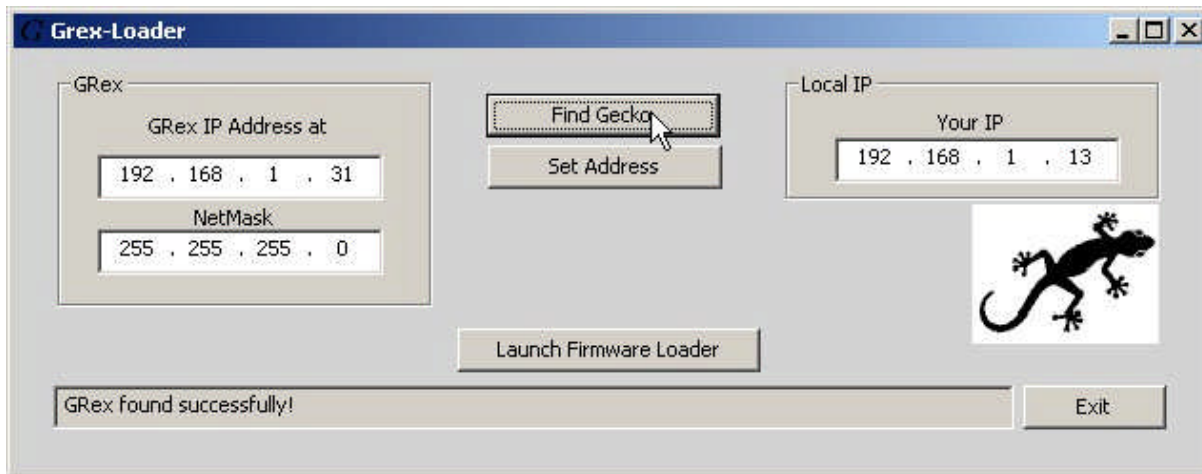 Grex-Loader
GRex
GRex IP Address at
192 . 168 . 1 . 31
NetMask
255 . 255 . 255 . 0
Find Gecko
Set Address
Local IP
Your IP
192 . 168 . 1 . 13
Launch Firmware Loader
GRex found successfully!
Exit